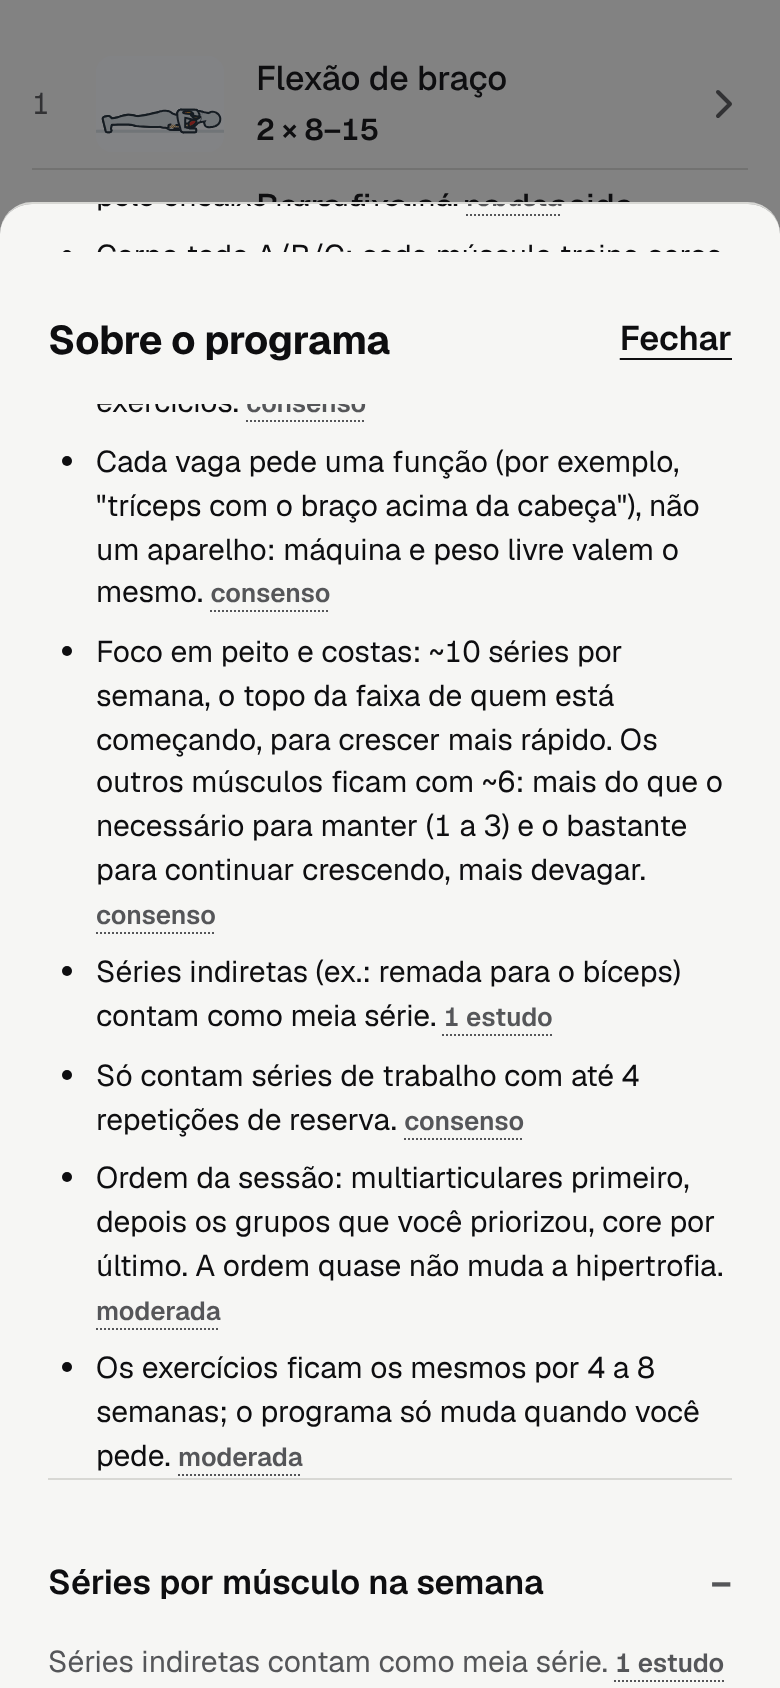 1
Flexão de braço
2 × 8–15
Sobre o programa
Fechar
exercícios. consenso
• Cada vaga pede uma função (por exemplo,
"tríceps com o braço acima da cabeça"), não
um aparelho: máquina e peso livre valem o
mesmo. consenso
• Foco em peito e costas: ~10 séries por
semana, o topo da faixa de quem está
começando, para crescer mais rápido. Os
outros músculos ficam com ~6: mais do que o
necessário para manter (1 a 3) e o bastante
para continuar crescendo, mais devagar.
consenso
• Séries indiretas (ex.: remada para o bíceps)
contam como meia série. 1 estudo
• Só contam séries de trabalho com até 4
repetições de reserva. consenso
• Ordem da sessão: multiarticulares primeiro,
depois os grupos que você priorizou, core por
último. A ordem quase não muda a hipertrofia.
moderada
• Os exercícios ficam os mesmos por 4 a 8
semanas; o programa só muda quando você
pede. moderada
Séries por músculo na semana –
Séries indiretas contam como meia série. 1 estudo